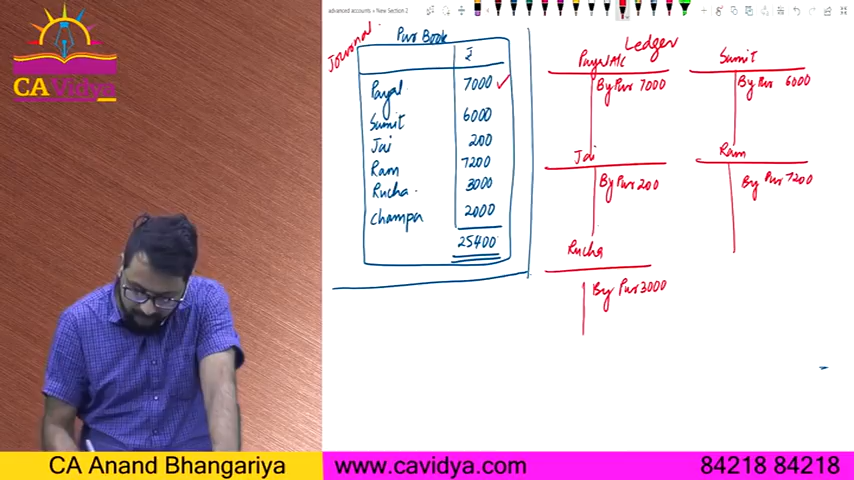 CA Vidya
advanced accounts • New Section 2
Journal
Pur Book
₹
Payal 7000 ✓
Sumit 6000
Jai 200
Ram 7200
Rucha 3000
Champa 2000
25400
Ledger
Payal A/c
By Pur 7000
Sumit
By Pur 6000
Jai
By Pur 200
Ram
By Pur 7200
Rucha
By Pur 3000
CA Anand Bhangariya www.cavidya.com 84218 84218